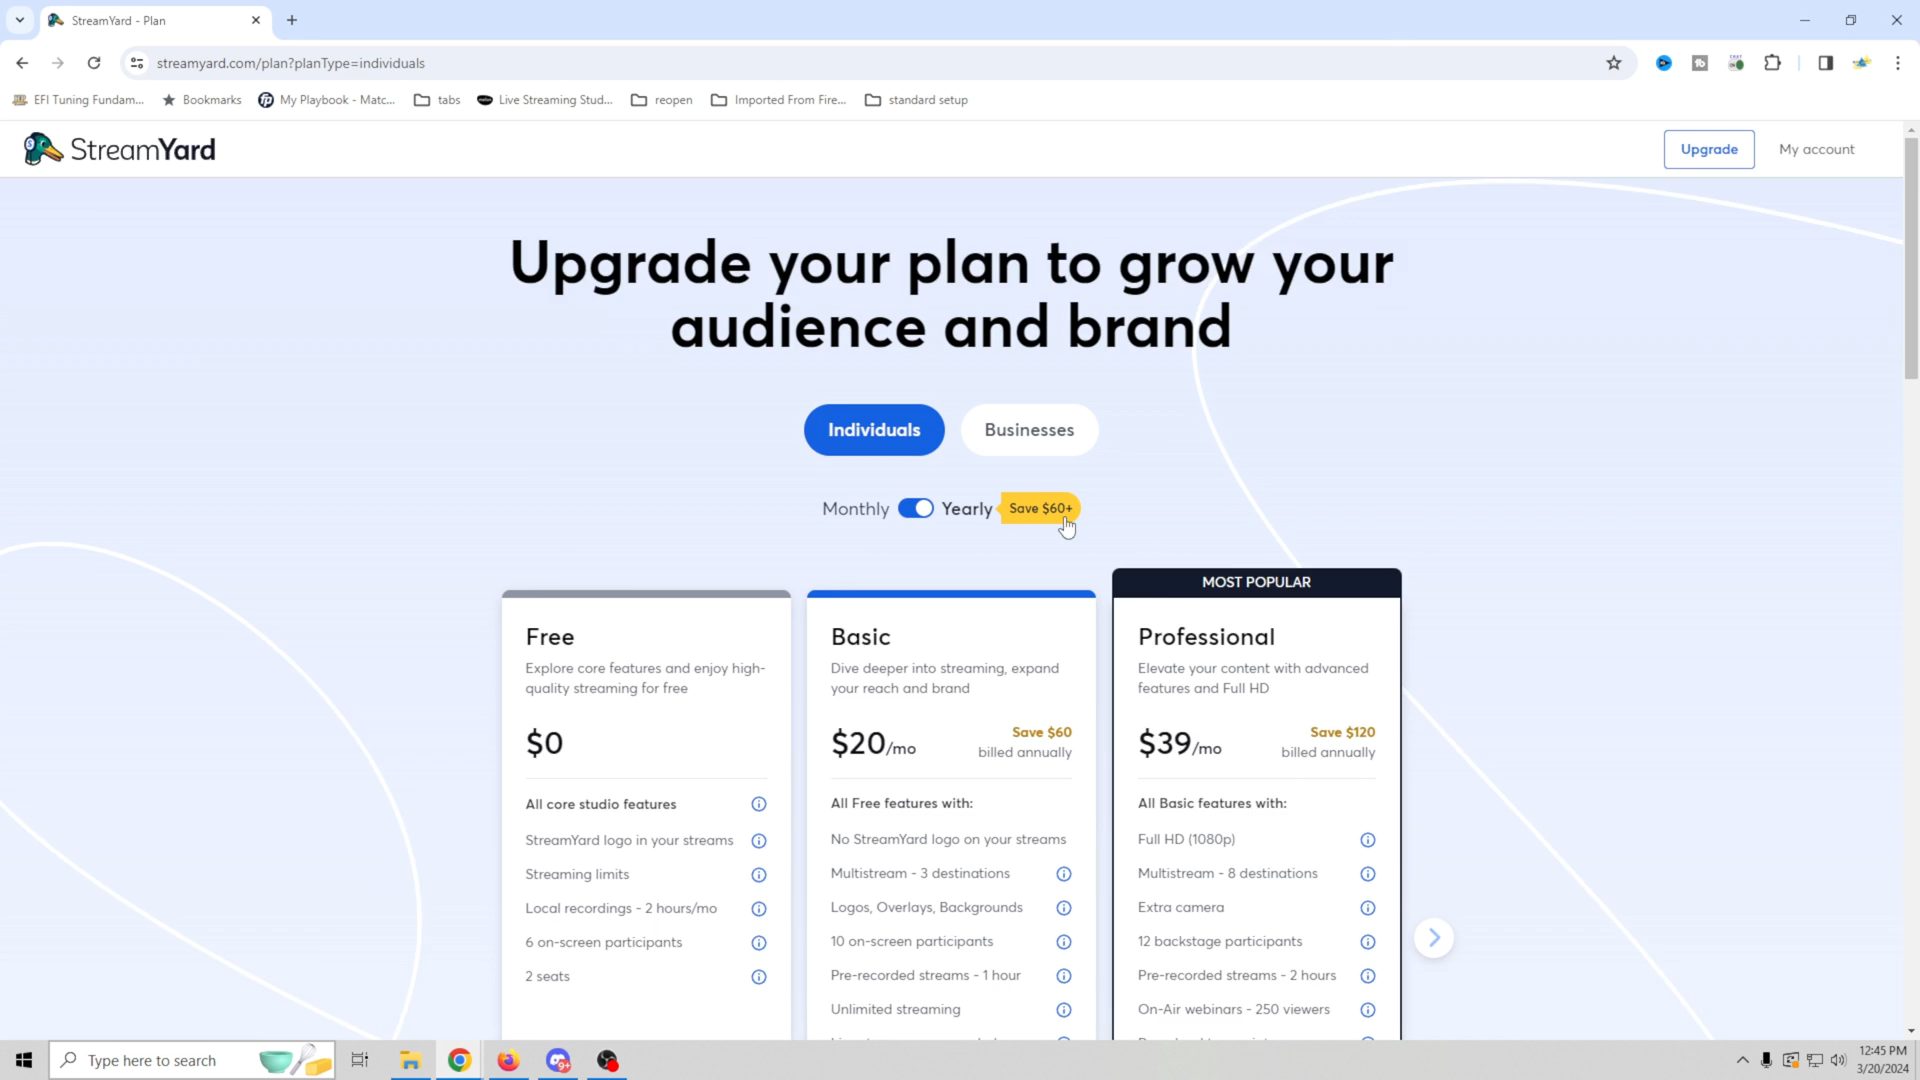 StreamYard - Plan
streamyard.com/plan?planType=individuals
EFI Tuning Fundam...
Bookmarks
My Playbook - Matc...
tabs
Live Streaming Stud...
reopen
Imported From Fire...
standard setup
StreamYard
Upgrade
My account
Upgrade your plan to grow your
audience and brand
Individuals
Businesses
Monthly
Yearly
Save $60+
Free
Explore core features and enjoy high-
quality streaming for free
$0
All core studio features
StreamYard logo in your streams
Streaming limits
Local recordings - 2 hours/mo
6 on-screen participants
2 seats
Basic
Dive deeper into streaming, expand
your reach and brand
$20/mo
Save $60
billed annually
All Free features with:
No StreamYard logo on your streams
Multistream - 3 destinations
Logos, Overlays, Backgrounds
10 on-screen participants
Pre-recorded streams - 1 hour
Unlimited streaming
MOST POPULAR
Professional
Elevate your content with advanced
features and Full HD
$39/mo
Save $120
billed annually
All Basic features with:
Full HD (1080p)
Multistream - 8 destinations
Extra camera
12 backstage participants
Pre-recorded streams - 2 hours
On-Air webinars - 250 viewers
Type here to search
9+
12:45 PM
3/20/2024